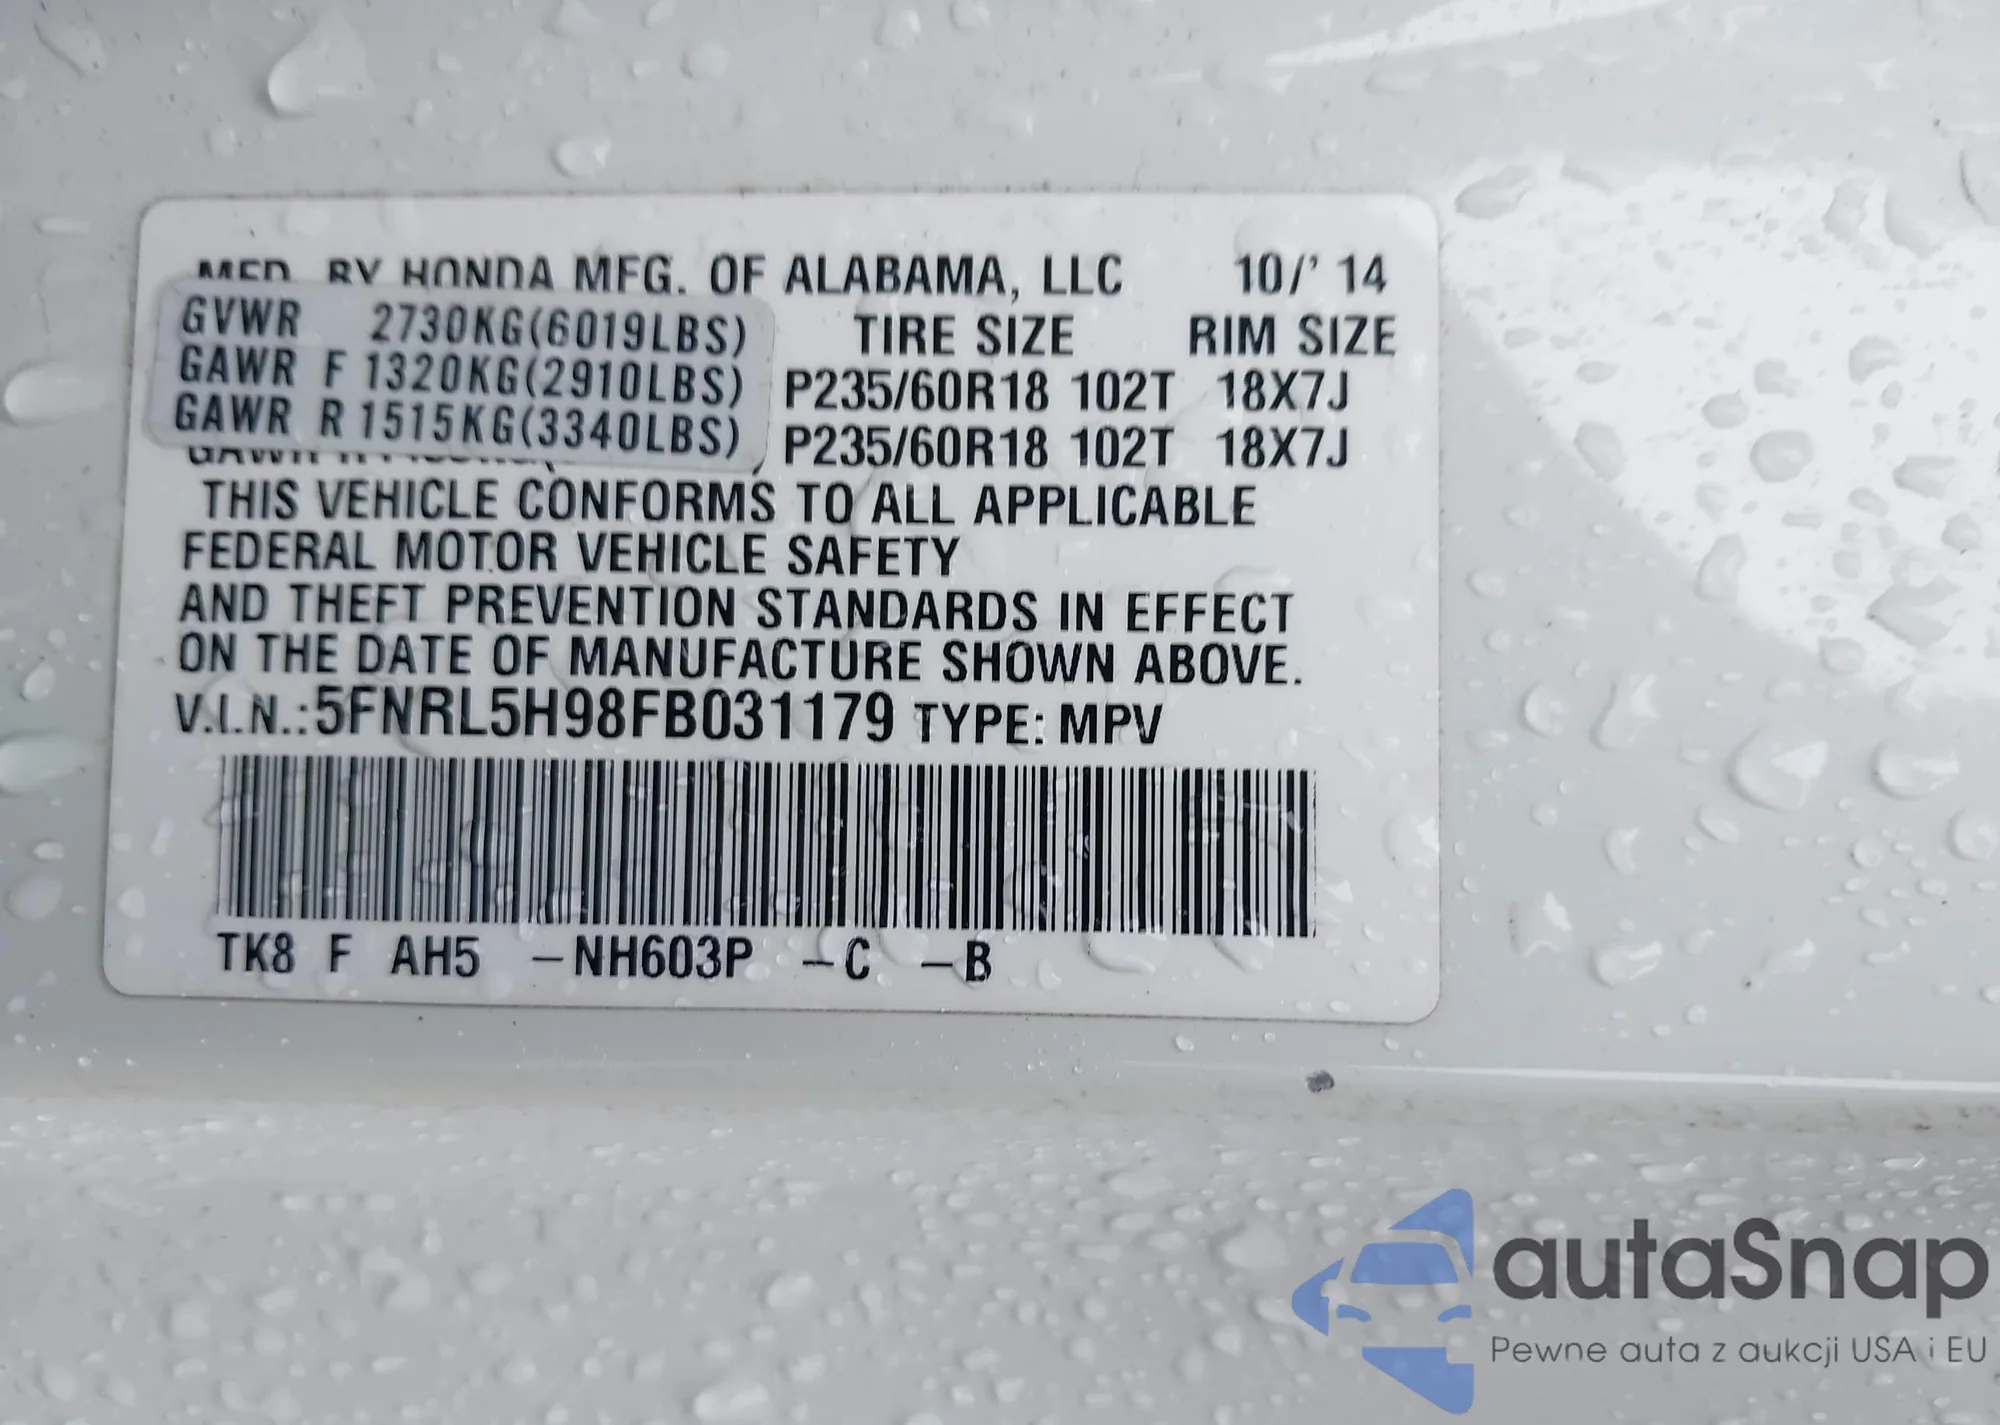 MFD. BY HONDA MFG. OF ALABAMA, LLC 10/' 14
GVWR 2730KG(6019LBS) TIRE SIZE RIM SIZE
GAWR F 1320KG(2910LBS) P235/60R18 102T 18X7J
GAWR R 1515KG(3340LBS) P235/60R18 102T 18X7J
THIS VEHICLE CONFORMS TO ALL APPLICABLE
FEDERAL MOTOR VEHICLE SAFETY
AND THEFT PREVENTION STANDARDS IN EFFECT
ON THE DATE OF MANUFACTURE SHOWN ABOVE.
V.I.N.:5FNRL5H98FB031179 TYPE: MPV
TK8 F AH5 -NH603P -C -B
autaSnap
Pewne auta z aukcji USA i EU